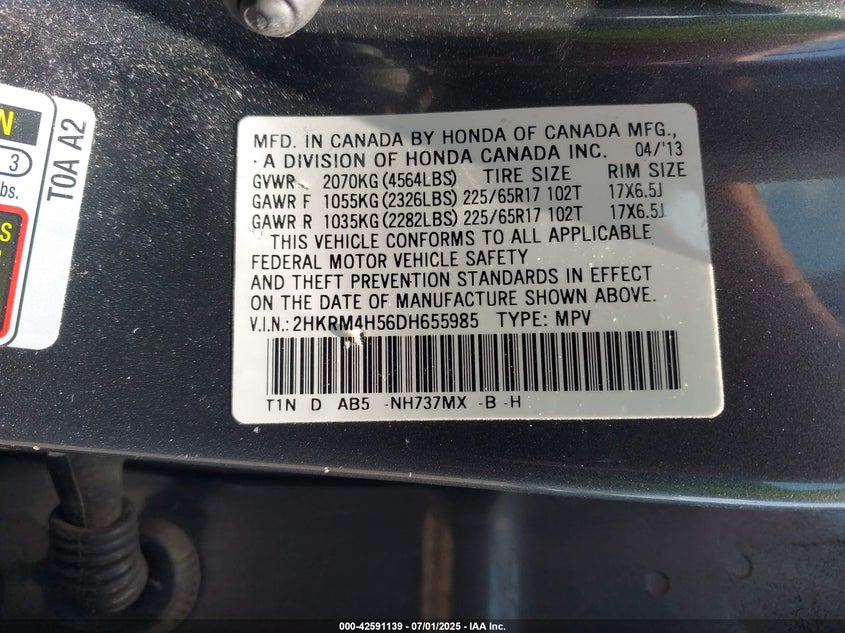 N
3
bs.
S
TOA A2
MFD. IN CANADA BY HONDA OF CANADA MFG.,
A DIVISION OF HONDA CANADA INC. 04/'13
GVWR 2070KG (4564LBS) TIRE SIZE RIM SIZE
GAWR F 1055KG (2326LBS) 225/65R17 102T 17X6.5J
GAWR R 1035KG (2282LBS) 225/65R17 102T 17X6.5J
THIS VEHICLE CONFORMS TO ALL APPLICABLE
FEDERAL MOTOR VEHICLE SAFETY
AND THEFT PREVENTION STANDARDS IN EFFECT
ON THE DATE OF MANUFACTURE SHOWN ABOVE.
V.I.N.: 2HKRM4H56DH655985 TYPE: MPV
T1N D AB5 -NH737MX -B -H
000-42591139 / 07/01/2025 - IAA Inc.